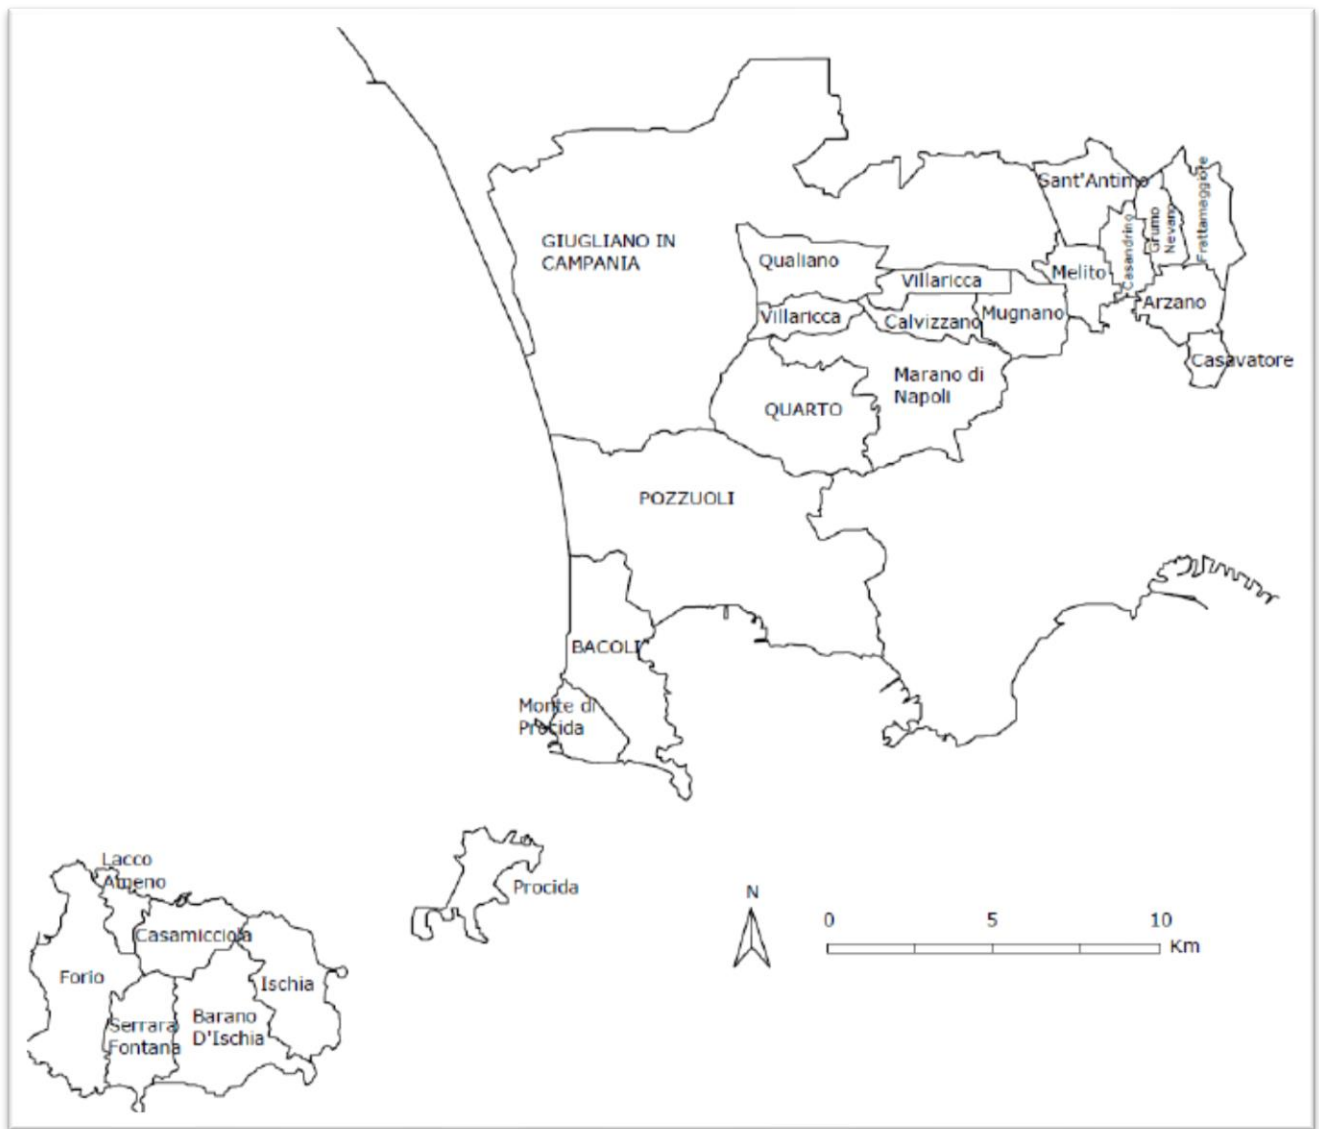 Sant'Antimo
Frattamaggiore
Grumo
Nevano
Casandrino
GIUGLIANO IN
CAMPANIA
Qualiano
Melito
Villaricca
Arzano
Villaricca
Calvizzano
Mugnano
Casavatore
Marano di
Napoli
QUARTO
POZZUOLI
BACOLI
Monte di
Procida
Lacco
Ameno
Procida
Casamicciola
Forio
Ischia
Serrara
Fontana
Barano
D'Ischia
N
0 5 10
Km